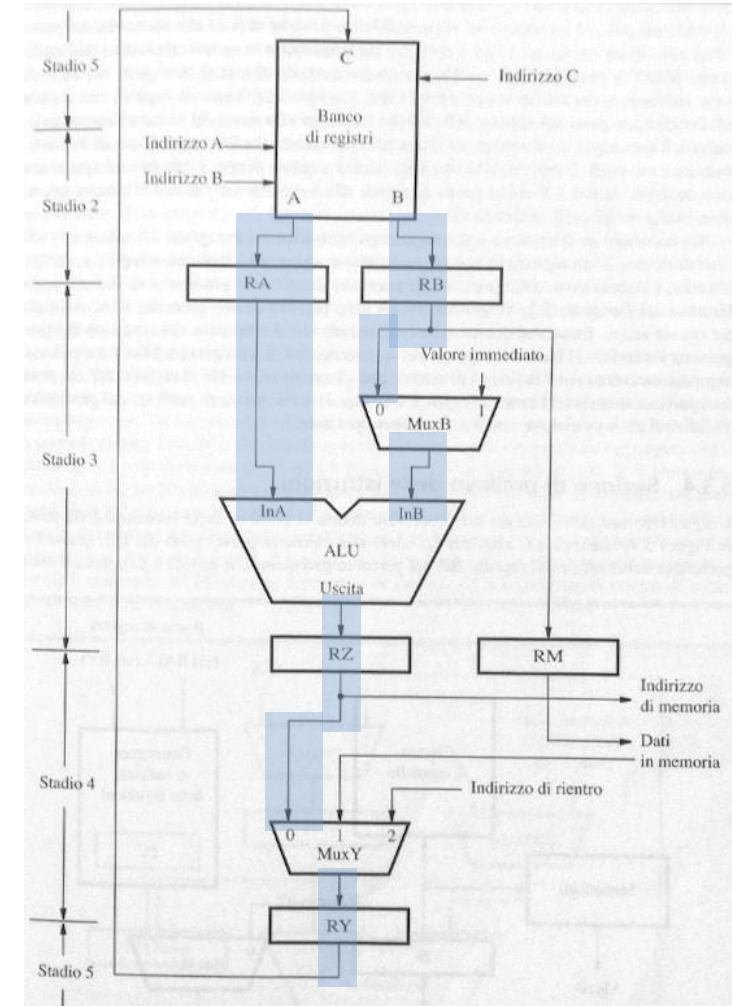 Stadio 5
C
Indirizzo C
Banco
di registri
Indirizzo A
Indirizzo B
A
B
Stadio 2
RA
RB
Valore immediato
0
1
MuxB
Stadio 3
InA
InB
ALU
Uscita
RZ
RM
Indirizzo
di memoria
Dati
in memoria
Stadio 4
Indirizzo di rientro
0
1
2
MuxY
RY
Stadio 5